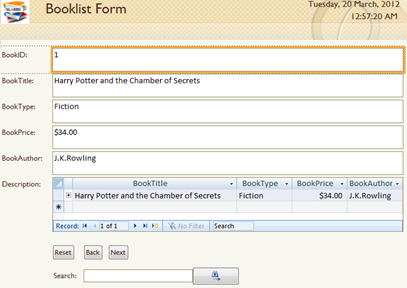 Booklist Form
Tuesday, 20 March, 2012
12:57:20 AM
BookID: 1
BookTitle: Harry Potter and the Chamber of Secrets
BookType: Fiction
BookPrice: $34.00
BookAuthor: J.K.Rowling
Description: BookTitle BookType BookPrice BookAuthor
Harry Potter and the Chamber of Secrets Fiction $34.00 J.K.Rowling
Record: 1 of 1 No Filter Search
Reset Back Next
Search: